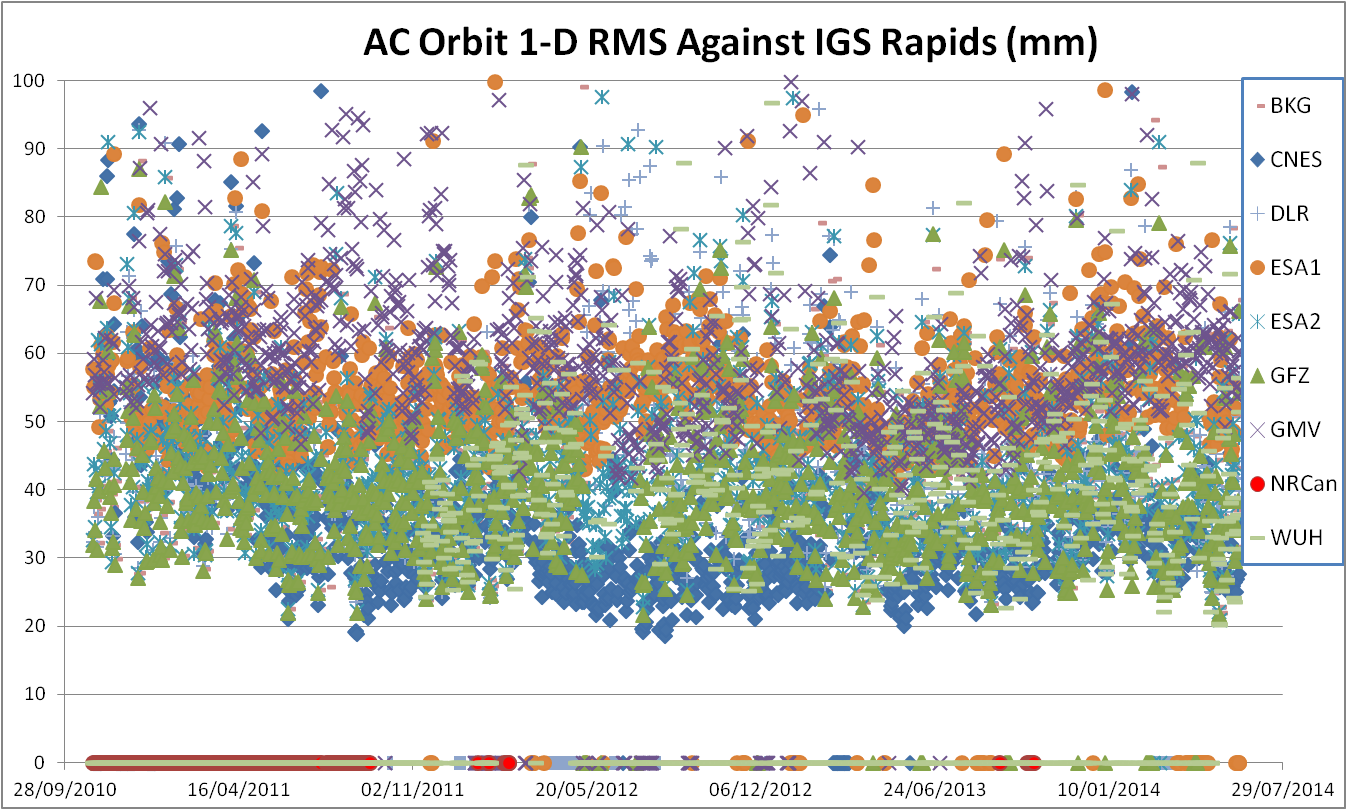 AC Orbit 1-D RMS Against IGS Rapids (mm)
100
90
80
70
60
50
40
30
20
10
0
28/09/2010 16/04/2011 02/11/2011 20/05/2012 06/12/2012 24/06/2013 10/01/2014 29/07/2014
BKG
CNES
DLR
ESA1
ESA2
GFZ
GMV
NRCan
WUH